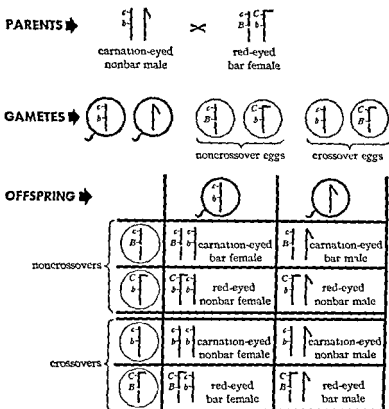 PARENTS
c C
b B b
carnation-eyed
nonbar male
red-eyed
bar female
GAMETES
c c C c C
b B b b B
noncrossover eggs crossover eggs
OFFSPRING
c
b
noncrossovers
c
B
c c
B b
carnation-eyed
bar female
c
B
carnation-eyed
bar male
C
b
C c
b b
red-eyed
nonbar female
C
b
red-eyed
nonbar male
crossovers
c
b
c c
b b
carnation-eyed
nonbar female
c
b
carnation-eyed
nonbar male
C
B
C c
B b
red-eyed
bar female
C
B
red-eyed
bar male